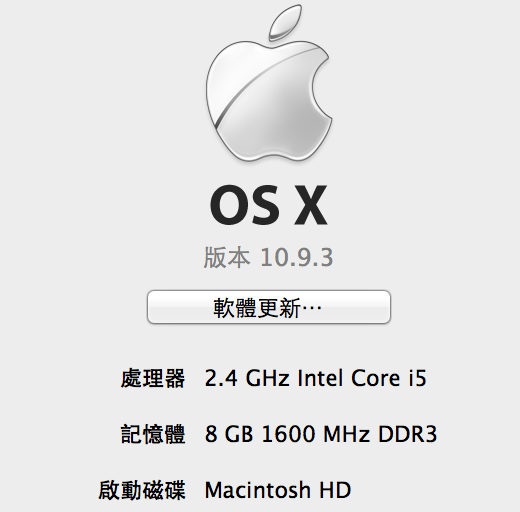 OS X
版本 10.9.3
軟體更新⋯
處理器 2.4 GHz Intel Core i5
記憶體 8 GB 1600 MHz DDR3
啟動磁碟 Macintosh HD